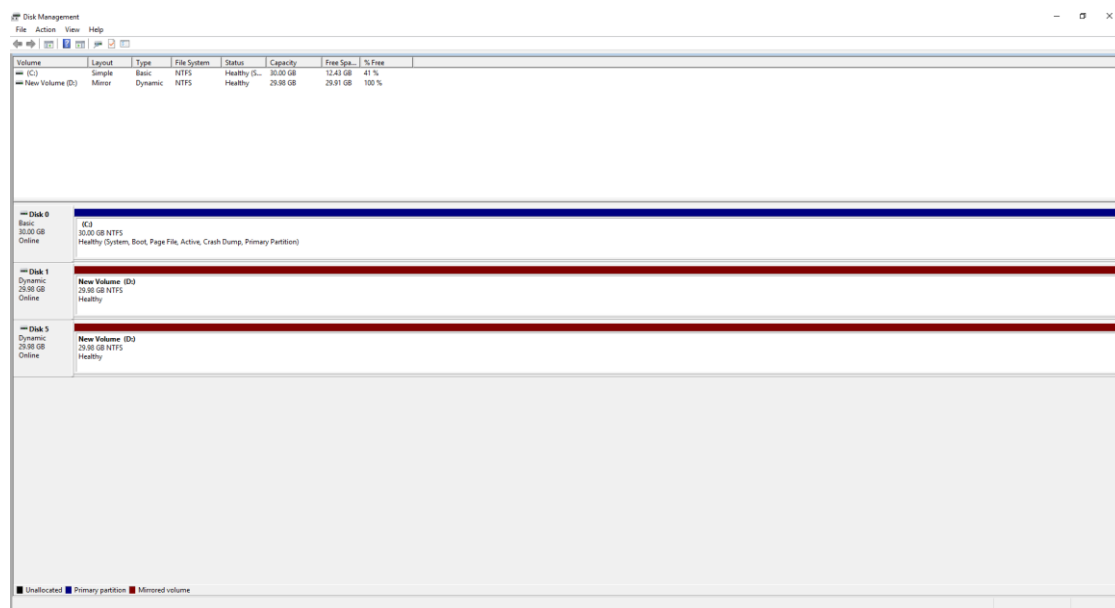 Disk Management
File Action View Help
Volume Layout Type File System Status Capacity Free Spa... % Free
(C:) Simple Basic NTFS Healthy (S... 30.00 GB 12.43 GB 41 %
New Volume (D:) Mirror Dynamic NTFS Healthy 29.98 GB 29.91 GB 100 %
Disk 0
Basic
30.00 GB
Online
(C:)
30.00 GB NTFS
Healthy (System, Boot, Page File, Active, Crash Dump, Primary Partition)
Disk 1
Dynamic
29.98 GB
Online
New Volume (D:)
29.98 GB NTFS
Healthy
Disk 5
Dynamic
29.98 GB
Online
New Volume (D:)
29.98 GB NTFS
Healthy
Unallocated Primary partition Mirrored volume